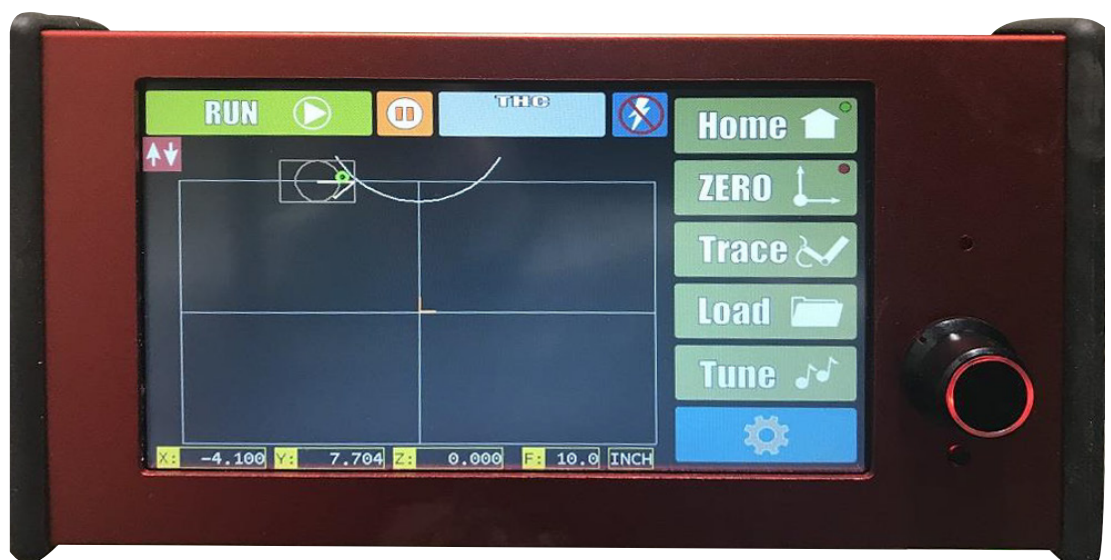 RUN
THC
Home
ZERO
Trace
Load
Tune
X: -4.100 Y: 7.704 Z: 0.000 F: 10.0 INCH